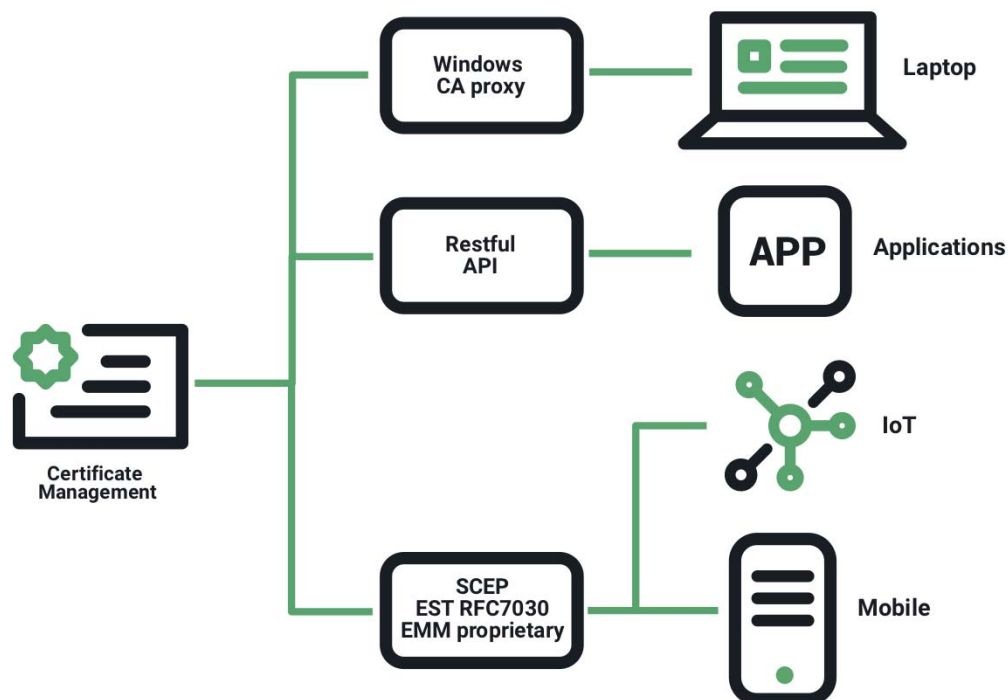 Windows
CA proxy
Laptop
Restful
API
APP
Applications
Certificate
Management
IoT
SCEP
EST RFC7030
EMM proprietary
Mobile